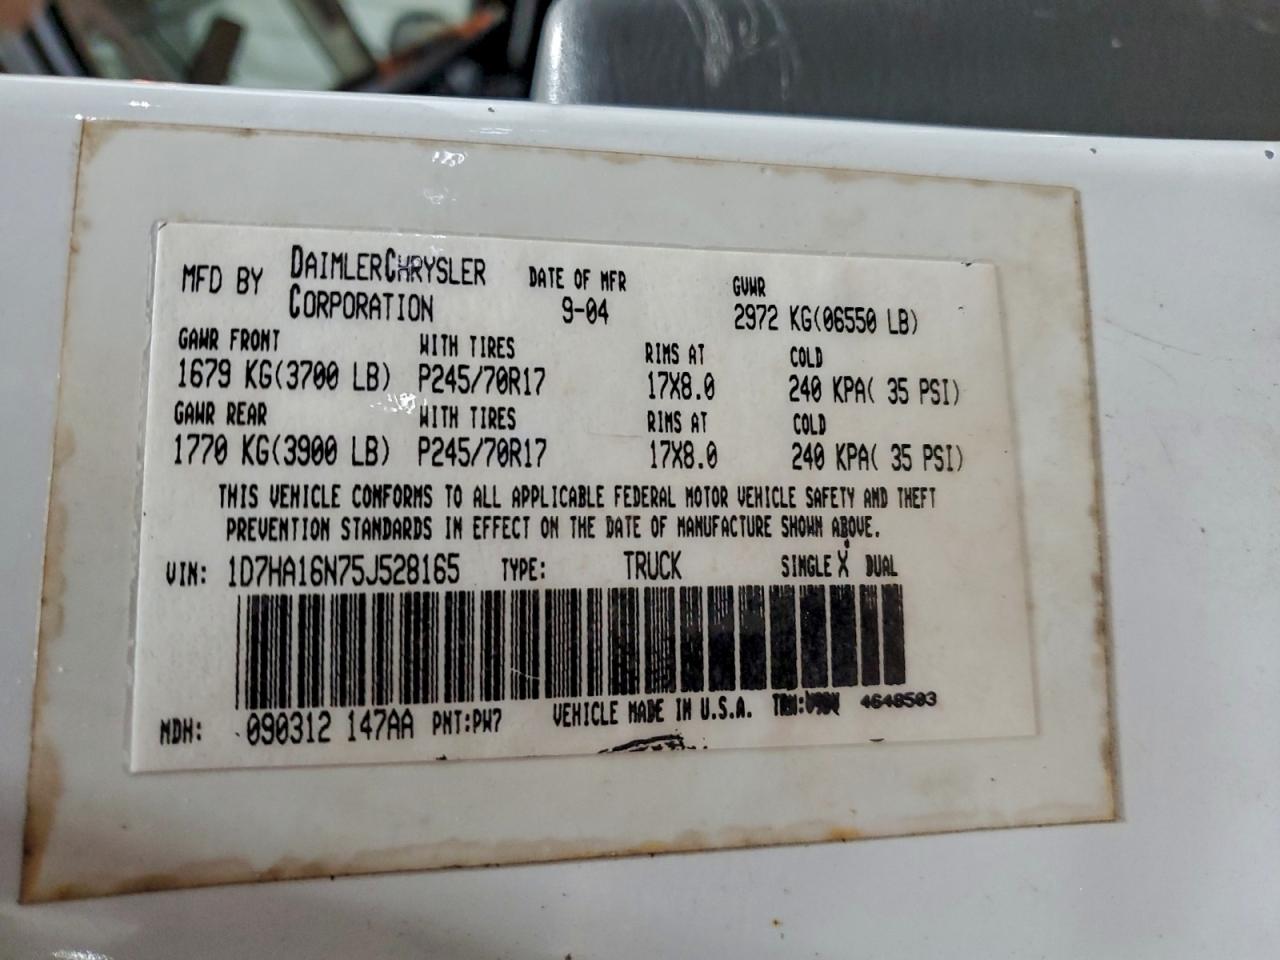 MFD BY DAIMLERCHRYSLER CORPORATION DATE OF MFR 9-04 GVWR 2972 KG(06550 LB)
GAWR FRONT WITH TIRES RIMS AT COLD
1679 KG(3700 LB) P245/70R17 17X8.0 240 KPA( 35 PSI)
GAWR REAR WITH TIRES RIMS AT COLD
1770 KG(3900 LB) P245/70R17 17X8.0 240 KPA( 35 PSI)
THIS VEHICLE CONFORMS TO ALL APPLICABLE FEDERAL MOTOR VEHICLE SAFETY AND THEFT
PREVENTION STANDARDS IN EFFECT ON THE DATE OF MANUFACTURE SHOWN ABOVE.
VIN: 1D7HA16N75J528165 TYPE: TRUCK SINGLE X DUAL
MDH: 090312 147AA PNT:PW7 VEHICLE MADE IN U.S.A. TRM: 4648503